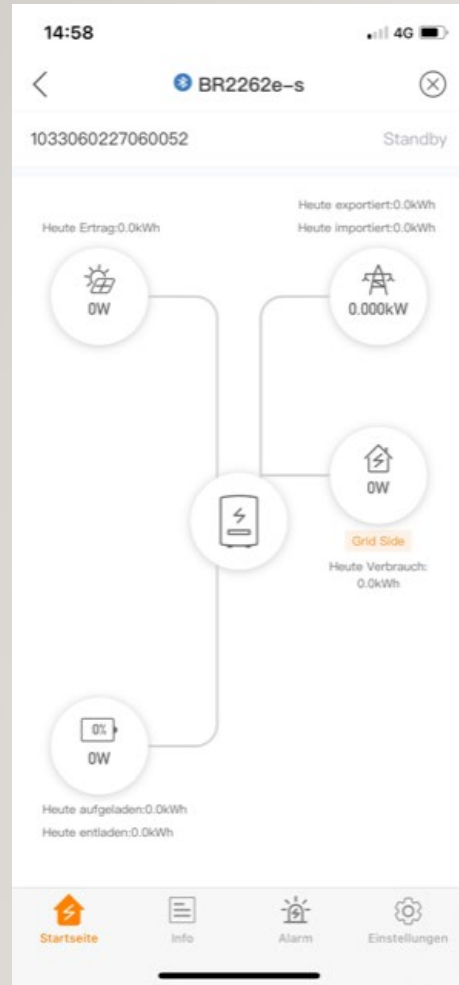 14:58
4G
BR2262e-s
1033060227060052
Standby
Heute exportiert:0.0kWh
Heute Ertrag:0.0kWh
Heute importiert:0.0kWh
0W
0.000kW
0W
Grid Side
Heute Verbrauch:
0.0kWh
0%
0W
Heute aufgeladen:0.0kWh
Heute entladen:0.0kWh
Startseite
Info
Alarm
Einstellungen